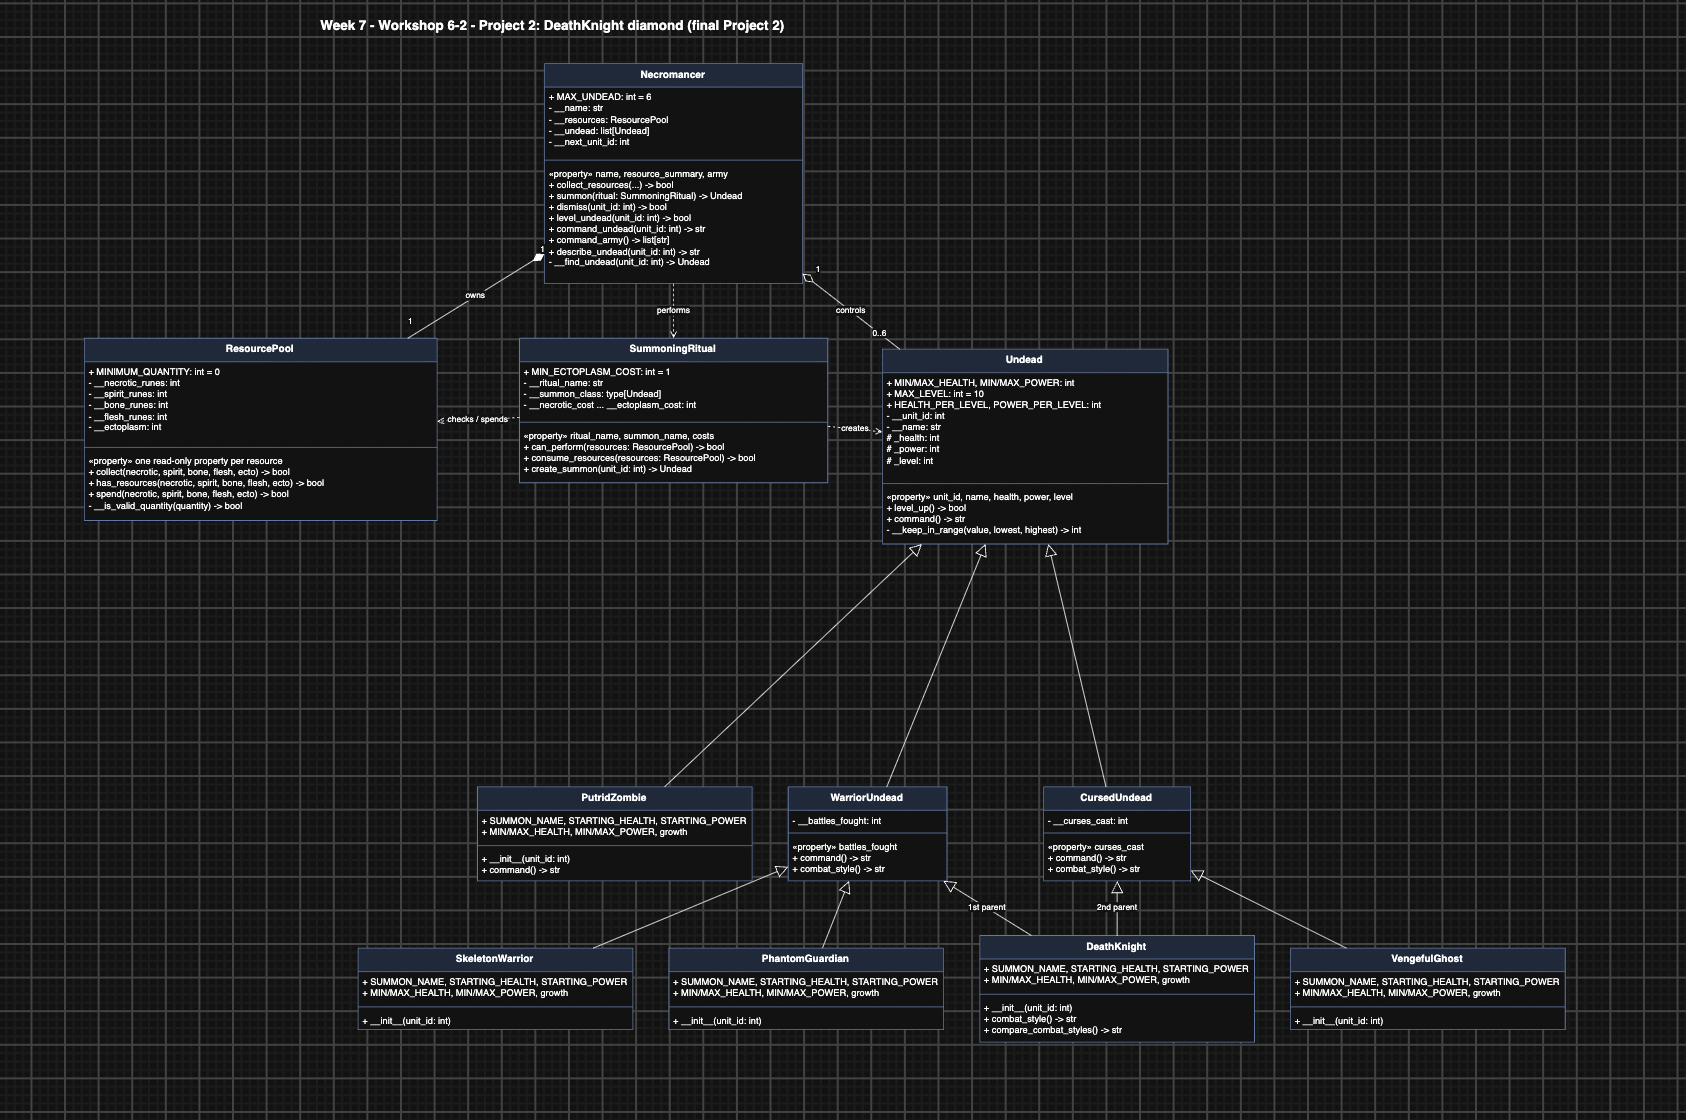 Week 7 - Workshop 6-2 - Project 2: DeathKnight diamond (final Project 2)
Necromancer
+ MAX_UNDEAD: int = 6
- __name: str
- __resources: ResourcePool
- __undead: list[Undead]
- __next_unit_id: int
«property» name, resource_summary, army
+ collect_resources(...) -> bool
+ summon(ritual: SummoningRitual) -> Undead
+ dismiss(unit_id: int) -> bool
+ level_undead(unit_id: int) -> bool
+ command_undead(unit_id: int) -> str
+ command_army() -> list[str]
+ describe_undead(unit_id: int) -> str
- __find_undead(unit_id: int) -> Undead
1
owns
1
performs
1
controls
0..6
ResourcePool
+ MINIMUM_QUANTITY: int = 0
- __necrotic_runes: int
- __spirit_runes: int
- __bone_runes: int
- __flesh_runes: int
- __ectoplasm: int
«property» one read-only property per resource
+ collect(necrotic, spirit, bone, flesh, ecto) -> bool
+ has_resources(necrotic, spirit, bone, flesh, ecto) -> bool
+ spend(necrotic, spirit, bone, flesh, ecto) -> bool
- __is_valid_quantity(quantity) -> bool
checks / spends
SummoningRitual
+ MIN_ECTOPLASM_COST: int = 1
- __ritual_name: str
- __summon_class: type[Undead]
- __necrotic_cost ... __ectoplasm_cost: int
«property» ritual_name, summon_name, costs
+ can_perform(resources: ResourcePool) -> bool
+ consume_resources(resources: ResourcePool) -> bool
+ create_summon(unit_id: int) -> Undead
creates
Undead
+ MIN/MAX_HEALTH, MIN/MAX_POWER: int
+ MAX_LEVEL: int = 10
+ HEALTH_PER_LEVEL, POWER_PER_LEVEL: int
- __unit_id: int
- __name: str
# _health: int
# _power: int
# _level: int
«property» unit_id, name, health, power, level
+ level_up() -> bool
+ command() -> str
- __keep_in_range(value, lowest, highest) -> int
PutridZombie
+ SUMMON_NAME, STARTING_HEALTH, STARTING_POWER
+ MIN/MAX_HEALTH, MIN/MAX_POWER, growth
+ __init__(unit_id: int)
+ command() -> str
WarriorUndead
- __battles_fought: int
«property» battles_fought
+ command() -> str
+ combat_style() -> str
CursedUndead
- __curses_cast: int
«property» curses_cast
+ command() -> str
+ combat_style() -> str
1st parent
2nd parent
SkeletonWarrior
+ SUMMON_NAME, STARTING_HEALTH, STARTING_POWER
+ MIN/MAX_HEALTH, MIN/MAX_POWER, growth
+ __init__(unit_id: int)
PhantomGuardian
+ SUMMON_NAME, STARTING_HEALTH, STARTING_POWER
+ MIN/MAX_HEALTH, MIN/MAX_POWER, growth
+ __init__(unit_id: int)
DeathKnight
+ SUMMON_NAME, STARTING_HEALTH, STARTING_POWER
+ MIN/MAX_HEALTH, MIN/MAX_POWER, growth
+ __init__(unit_id: int)
+ combat_style() -> str
+ compare_combat_styles() -> str
VengefulGhost
+ SUMMON_NAME, STARTING_HEALTH, STARTING_POWER
+ MIN/MAX_HEALTH, MIN/MAX_POWER, growth
+ __init__(unit_id: int)